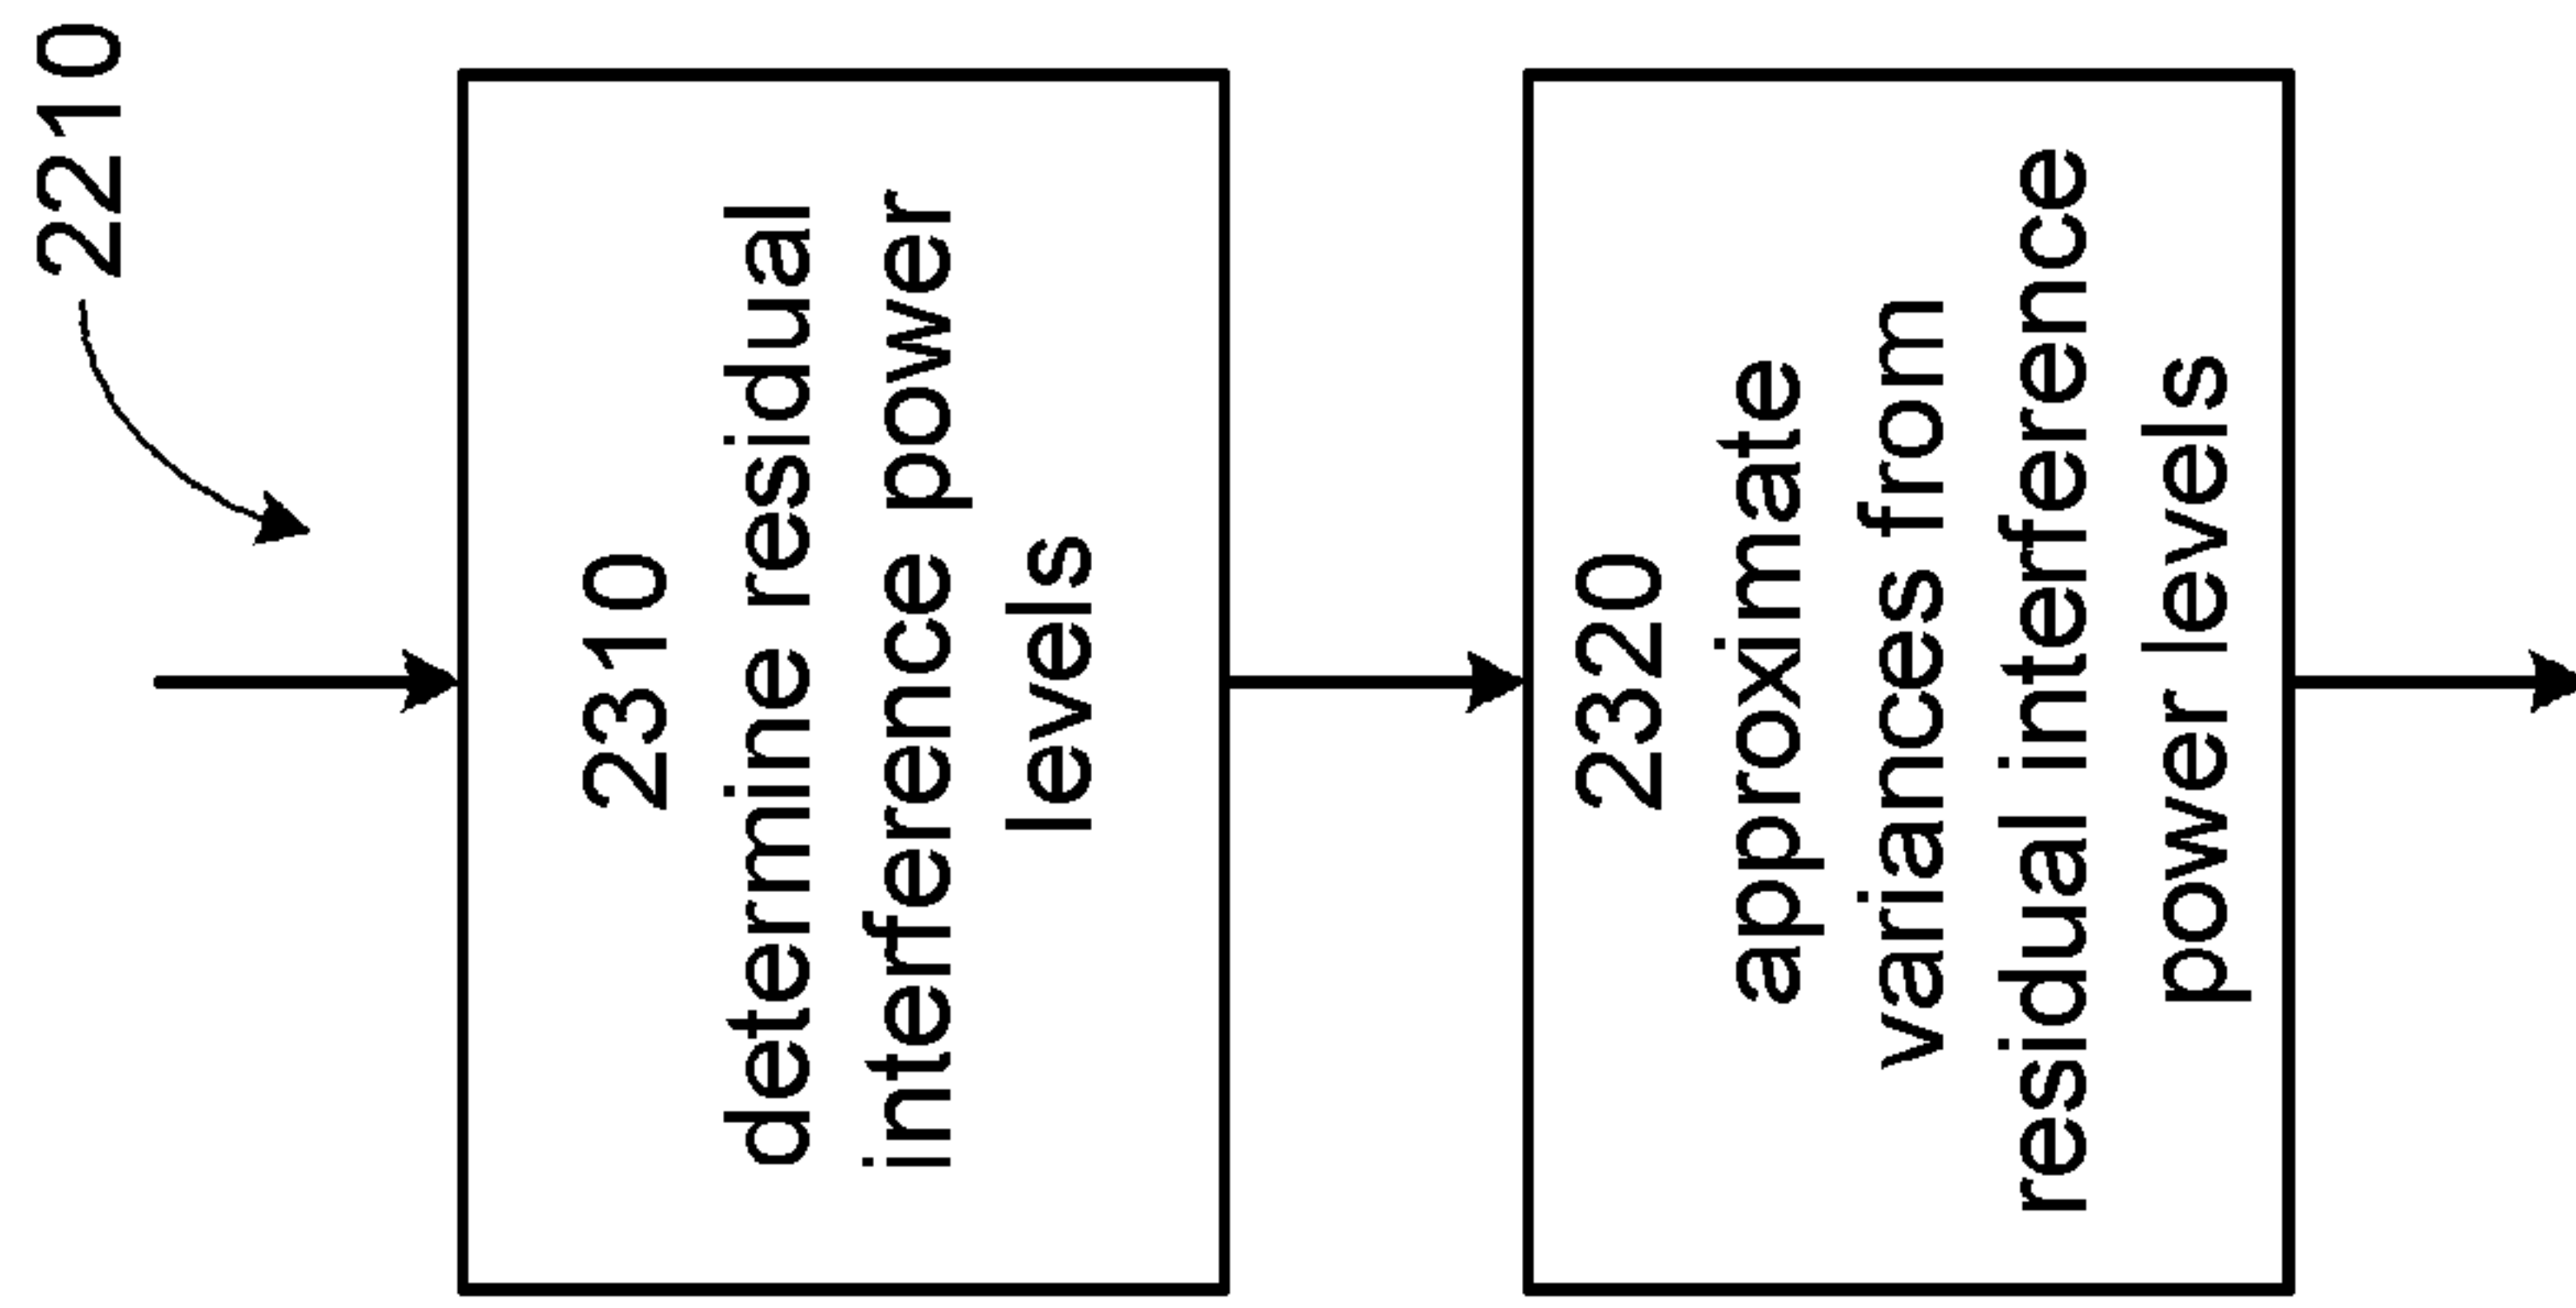 2210
2310
determine residual
interference power
levels
2320
approximate
variances from
residual interference
power levels